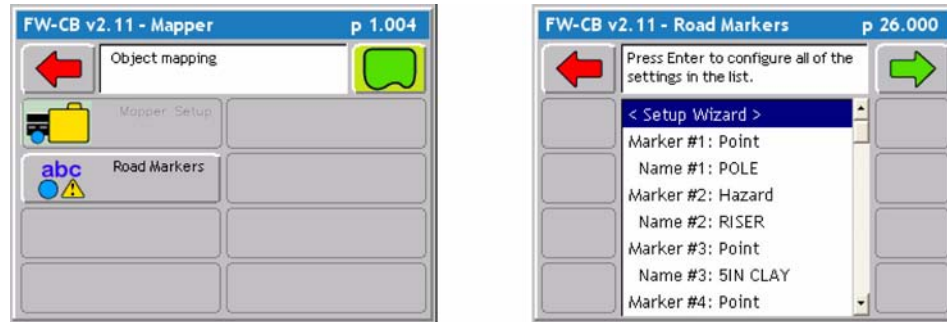 FW-CB v2.11 - Mapper p 1.004
Object mapping
Mapper Setup
abc Road Markers
FW-CB v2.11 - Road Markers p 26.000
Press Enter to configure all of the
settings in the list.
< Setup Wizard >
Marker #1: Point
Name #1: POLE
Marker #2: Hazard
Name #2: RISER
Marker #3: Point
Name #3: 5IN CLAY
Marker #4: Point